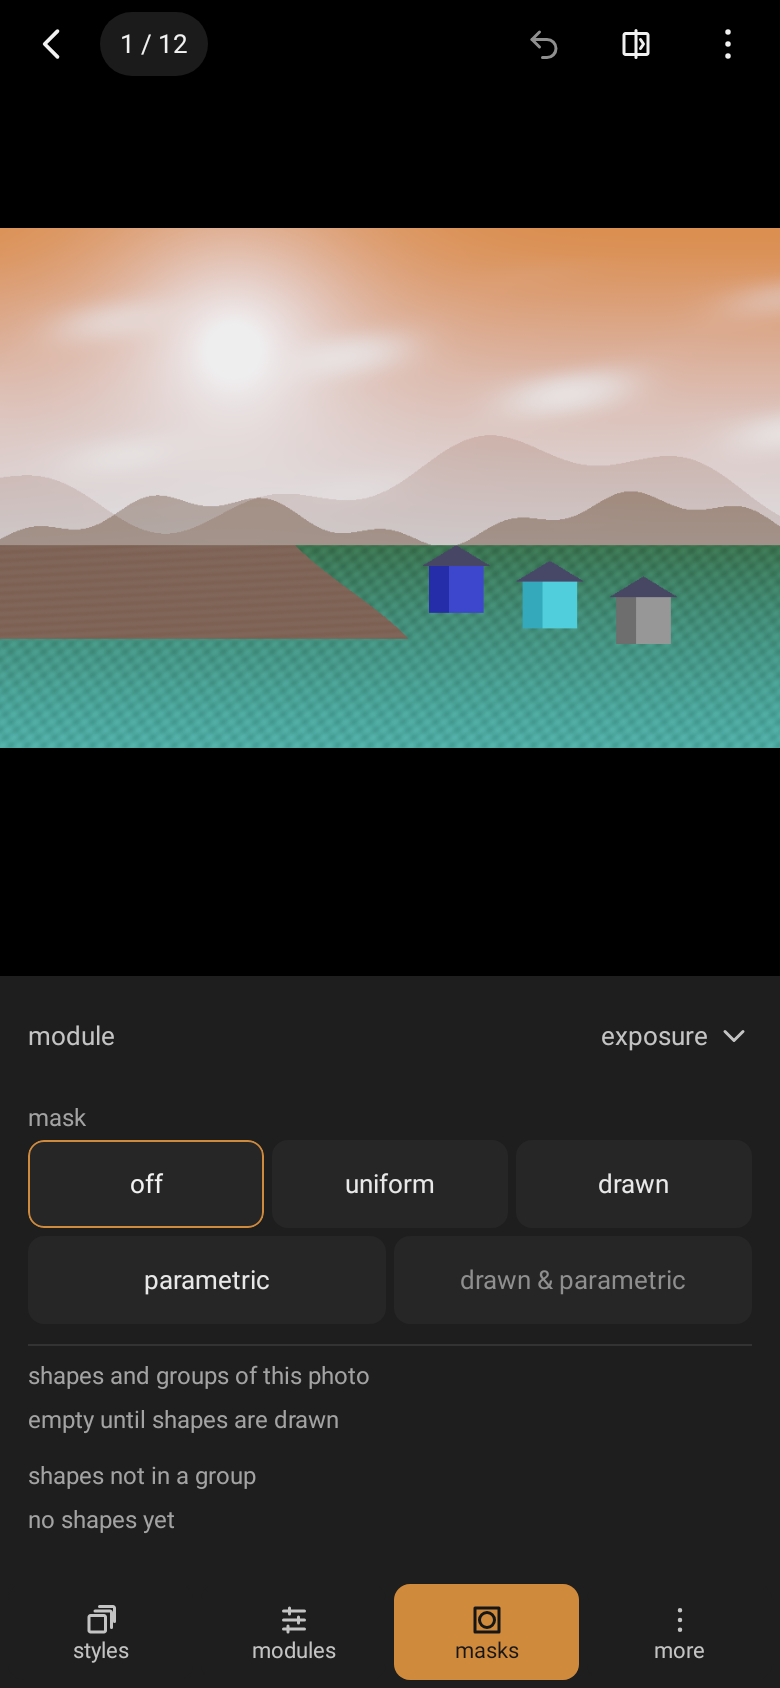 1 / 12
module
exposure
mask
off
uniform
drawn
parametric
drawn & parametric
shapes and groups of this photo
empty until shapes are drawn
shapes not in a group
no shapes yet
styles
modules
masks
more